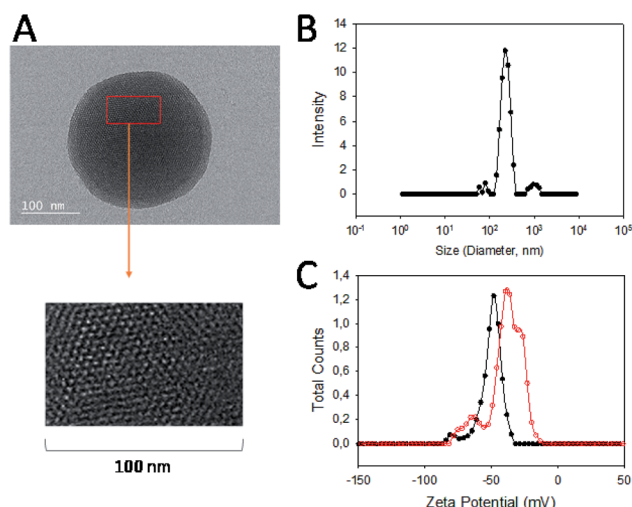 A
100 nm
100 nm
B
14
12
10
8
6
4
2
0
Intensity
10-1 100 101 102 103 104 105
Size (Diameter, nm)
C
1,4
1,2
1,0
0,8
0,6
0,4
0,2
0,0
Total Counts
-150 -100 -50 0 50
Zeta Potential (mV)